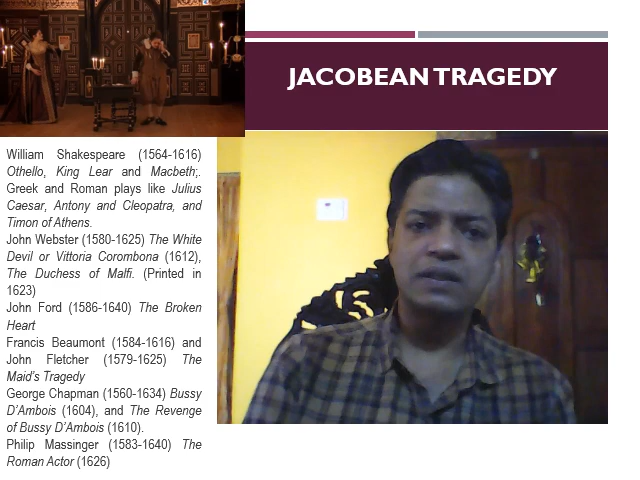 JACOBEAN TRAGEDY
William Shakespeare (1564-1616)
Othello, King Lear and Macbeth;.
Greek and Roman plays like Julius
Caesar, Antony and Cleopatra, and
Timon of Athens.
John Webster (1580-1625) The White
Devil or Vittoria Corombona (1612),
The Duchess of Malfi. (Printed in
1623)
John Ford (1586-1640) The Broken
Heart
Francis Beaumont (1584-1616) and
John Fletcher (1579-1625) The
Maid's Tragedy
George Chapman (1560-1634) Bussy
D'Ambois (1604), and The Revenge
of Bussy D'Ambois (1610).
Philip Massinger (1583-1640) The
Roman Actor (1626)